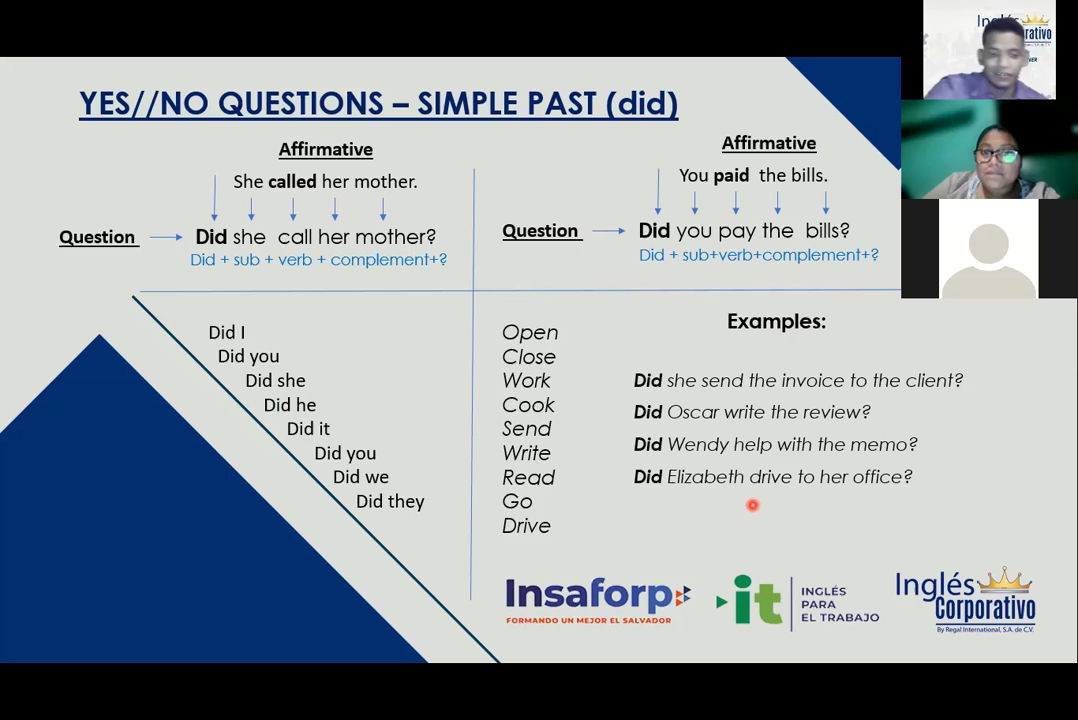 YES//NO QUESTIONS – SIMPLE PAST (did)
Affirmative
She called her mother.
Question
Did she call her mother?
Did + sub + verb + complement+?
Affirmative
You paid the bills.
Question
Did you pay the bills?
Did + sub+verb+complement+?
Did I
Did you
Did she
Did he
Did it
Did you
Did we
Did they
Open
Close
Work
Cook
Send
Write
Read
Go
Drive
Examples:
Did she send the invoice to the client?
Did Oscar write the review?
Did Wendy help with the memo?
Did Elizabeth drive to her office?
Insaforp
FORMANDO UN MEJOR EL SALVADOR
it
INGLÉS
PARA
EL TRABAJO
Inglés
Corporativo
By Regal International, S.A. de C.V.